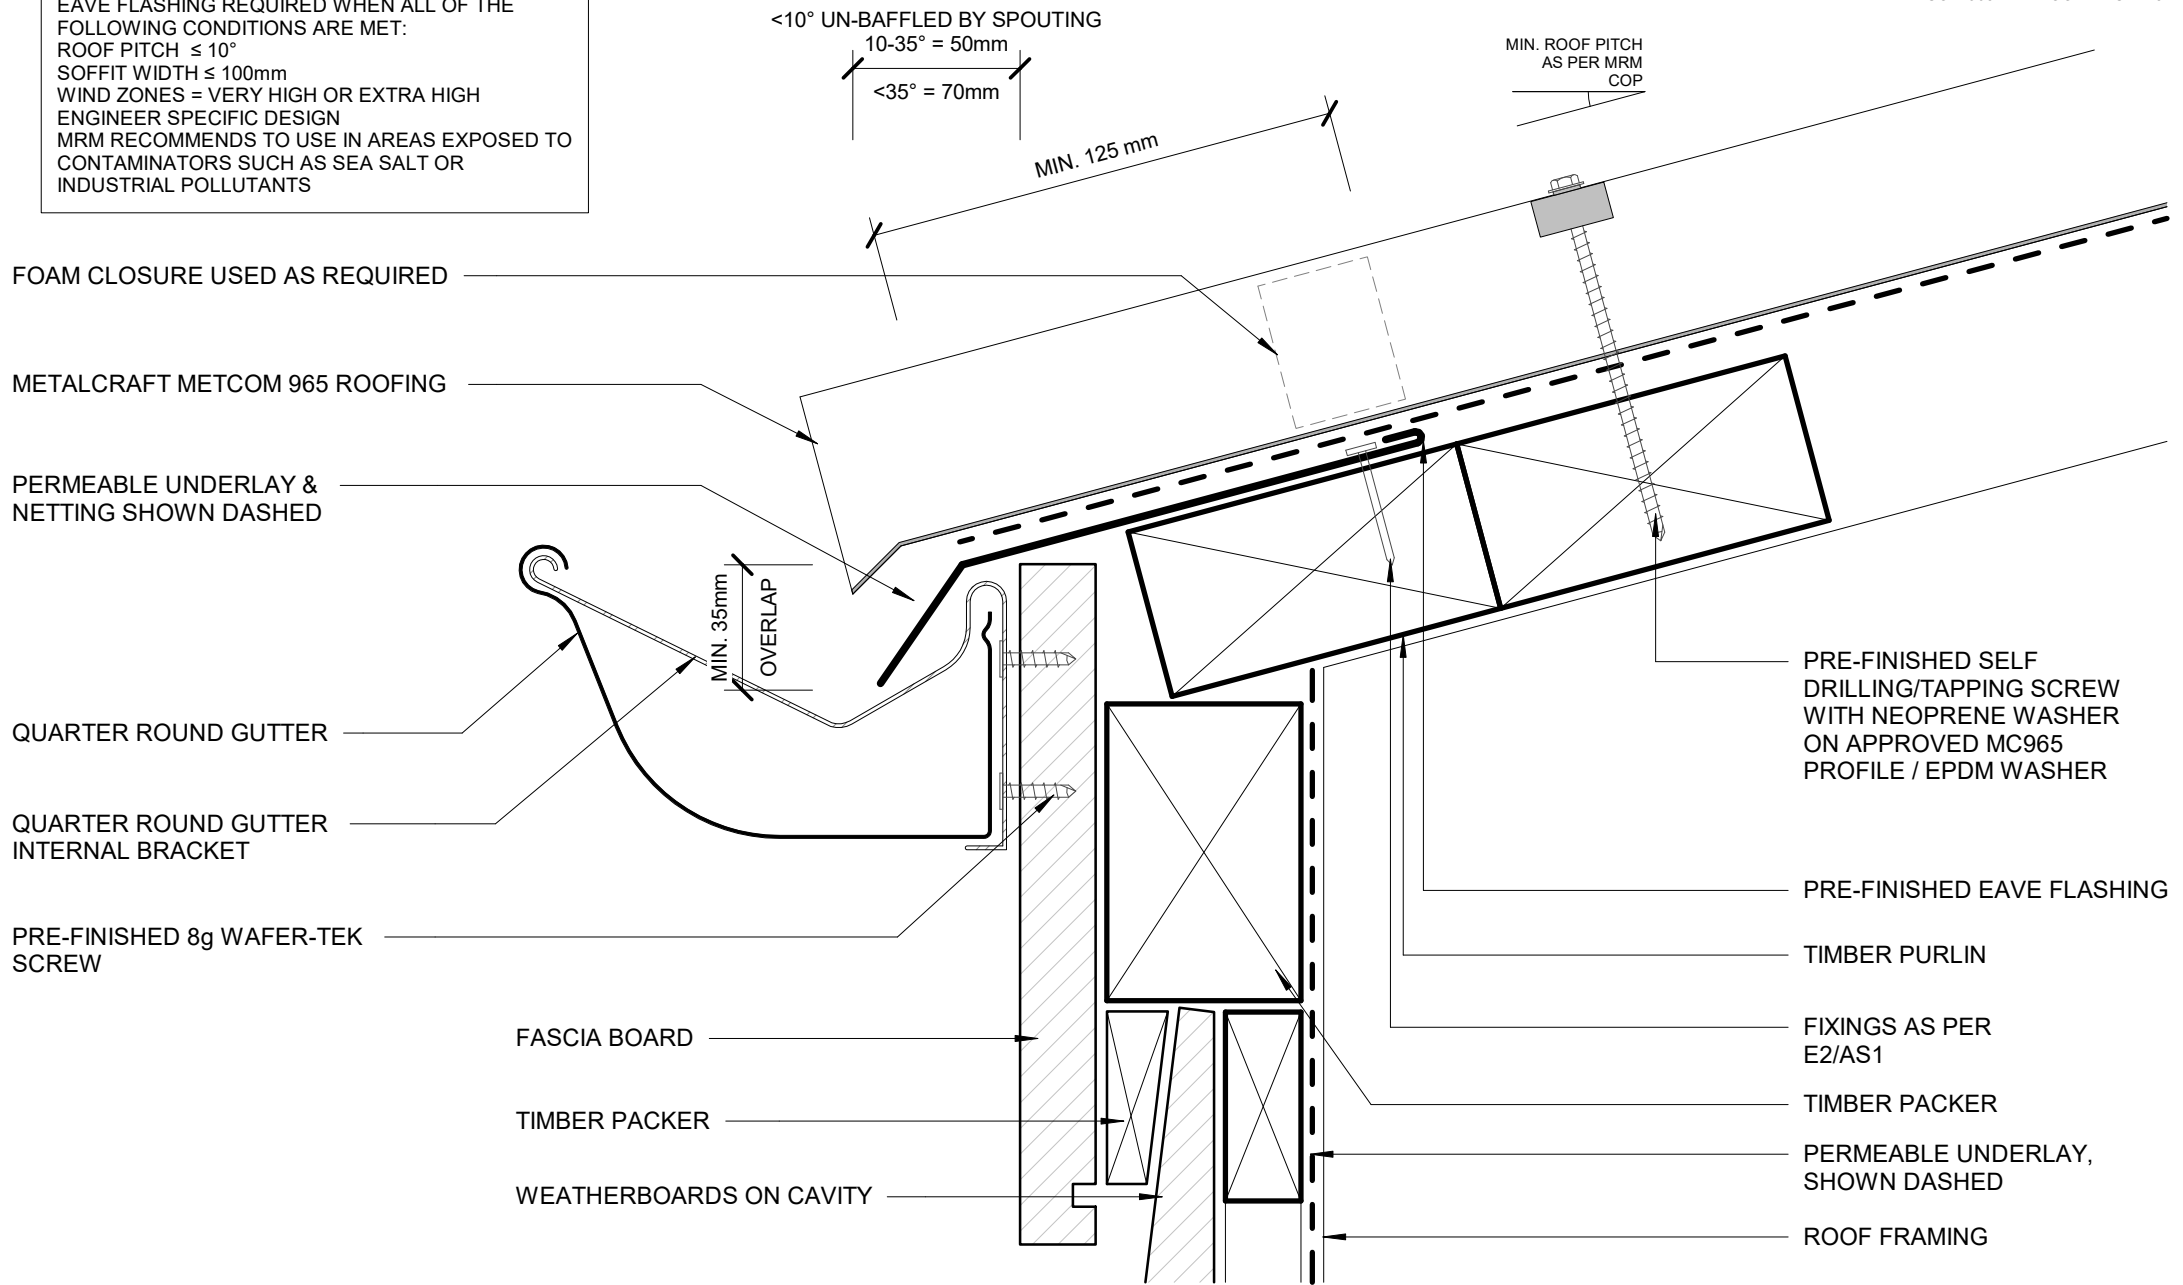 EAVE FLASHING REQUIRED WHEN ALL OF THE
FOLLOWING CONDITIONS ARE MET:
ROOF PITCH ≤ 10°
SOFFIT WIDTH ≤ 100mm
WIND ZONES = VERY HIGH OR EXTRA HIGH
ENGINEER SPECIFIC DESIGN
MRM RECOMMENDS TO USE IN AREAS EXPOSED TO
CONTAMINATORS SUCH AS SEA SALT OR
INDUSTRIAL POLLUTANTS
<10° UN-BAFFLED BY SPOUTING
10-35° = 50mm
<35° = 70mm
MIN. ROOF PITCH
AS PER MRM
COP
MIN. 125 mm
FOAM CLOSURE USED AS REQUIRED
METALCRAFT METCOM 965 ROOFING
PERMEABLE UNDERLAY &
NETTING SHOWN DASHED
MIN. 35mm
OVERLAP
QUARTER ROUND GUTTER
QUARTER ROUND GUTTER
INTERNAL BRACKET
PRE-FINISHED 8g WAFER-TEK
SCREW
FASCIA BOARD
TIMBER PACKER
WEATHERBOARDS ON CAVITY
PRE-FINISHED SELF
DRILLING/TAPPING SCREW
WITH NEOPRENE WASHER
ON APPROVED MC965
PROFILE / EPDM WASHER
PRE-FINISHED EAVE FLASHING
TIMBER PURLIN
FIXINGS AS PER
E2/AS1
TIMBER PACKER
PERMEABLE UNDERLAY,
SHOWN DASHED
ROOF FRAMING